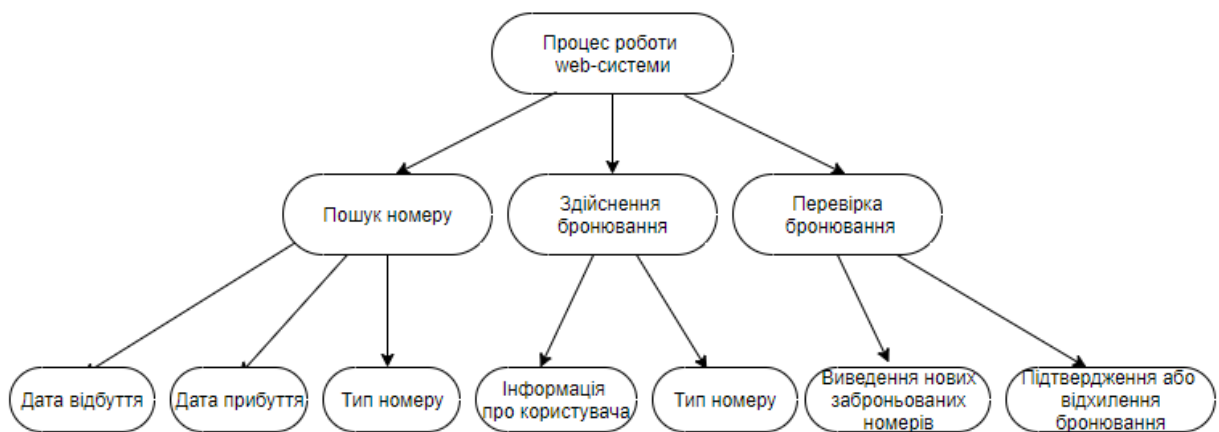 Процес роботи
web-системи
Пошук номеру
Здійснення
бронювання
Перевірка
бронювання
Дата відбуття
Дата прибуття
Тип номеру
Інформація
про користувача
Тип номеру
Виведення нових
заброньованих
номерів
Підтвердження або
відхилення
бронювання